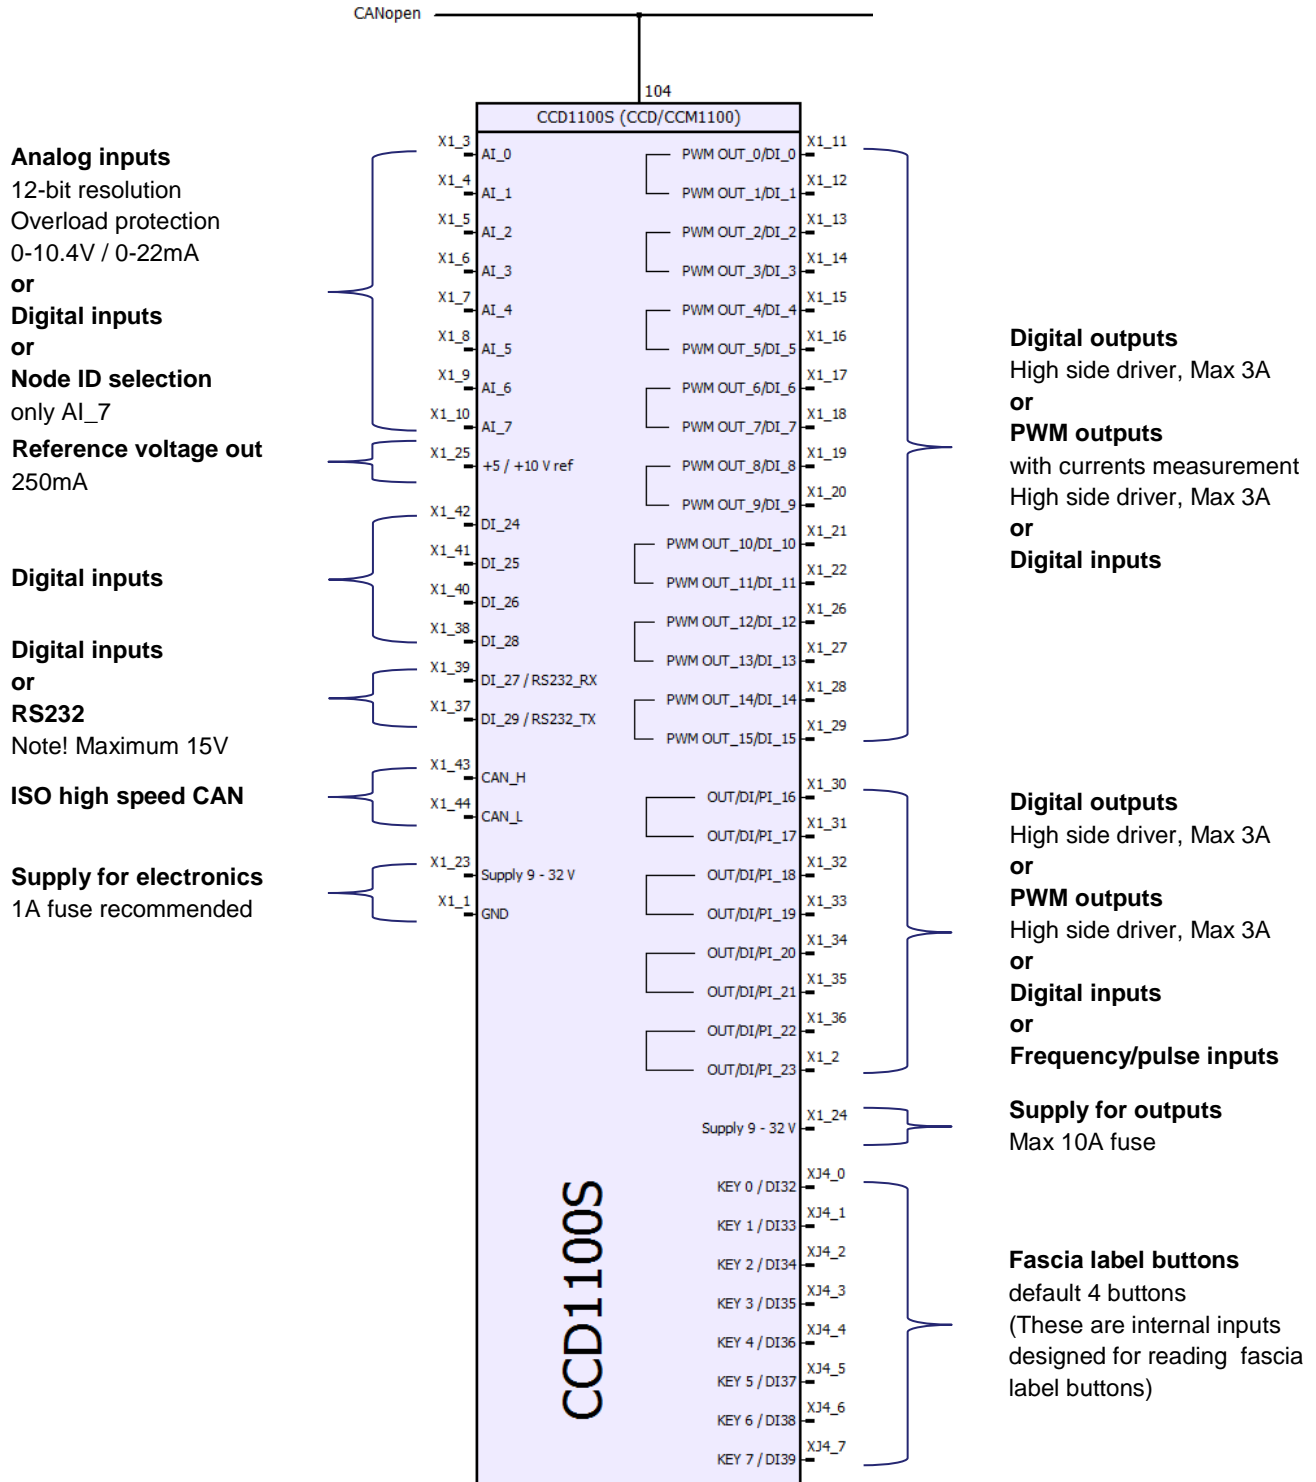 CANopen
104
CCD1100S (CCD/CCM1100)
Analog inputs
12-bit resolution
Overload protection
0-10.4V / 0-22mA
or
Digital inputs
or
Node ID selection
only AI_7
Reference voltage out
250mA
Digital inputs
Digital inputs
or
RS232
Note! Maximum 15V
ISO high speed CAN
Supply for electronics
1A fuse recommended
X1_3 AI_0
X1_4 AI_1
X1_5 AI_2
X1_6 AI_3
X1_7 AI_4
X1_8 AI_5
X1_9 AI_6
X1_10 AI_7
X1_25 +5 / +10 V ref
X1_42 DI_24
X1_41 DI_25
X1_40 DI_26
X1_38 DI_28
X1_39 DI_27 / RS232_RX
X1_37 DI_29 / RS232_TX
X1_43 CAN_H
X1_44 CAN_L
X1_23 Supply 9 - 32 V
X1_1 GND
CCD1100S
PWM OUT_0/DI_0 X1_11
PWM OUT_1/DI_1 X1_12
PWM OUT_2/DI_2 X1_13
PWM OUT_3/DI_3 X1_14
PWM OUT_4/DI_4 X1_15
PWM OUT_5/DI_5 X1_16
PWM OUT_6/DI_6 X1_17
PWM OUT_7/DI_7 X1_18
PWM OUT_8/DI_8 X1_19
PWM OUT_9/DI_9 X1_20
PWM OUT_10/DI_10 X1_21
PWM OUT_11/DI_11 X1_22
PWM OUT_12/DI_12 X1_26
PWM OUT_13/DI_13 X1_27
PWM OUT_14/DI_14 X1_28
PWM OUT_15/DI_15 X1_29
OUT/DI/PI_16 X1_30
OUT/DI/PI_17 X1_31
OUT/DI/PI_18 X1_32
OUT/DI/PI_19 X1_33
OUT/DI/PI_20 X1_34
OUT/DI/PI_21 X1_35
OUT/DI/PI_22 X1_36
OUT/DI/PI_23 X1_2
Supply 9 - 32 V X1_24
KEY 0 / DI32 XJ4_0
KEY 1 / DI33 XJ4_1
KEY 2 / DI34 XJ4_2
KEY 3 / DI35 XJ4_3
KEY 4 / DI36 XJ4_4
KEY 5 / DI37 XJ4_5
KEY 6 / DI38 XJ4_6
KEY 7 / DI39 XJ4_7
Digital outputs
High side driver, Max 3A
or
PWM outputs
with currents measurement
High side driver, Max 3A
or
Digital inputs
Digital outputs
High side driver, Max 3A
or
PWM outputs
High side driver, Max 3A
or
Digital inputs
or
Frequency/pulse inputs
Supply for outputs
Max 10A fuse
Fascia label buttons
default 4 buttons
(These are internal inputs
designed for reading fascia
label buttons)